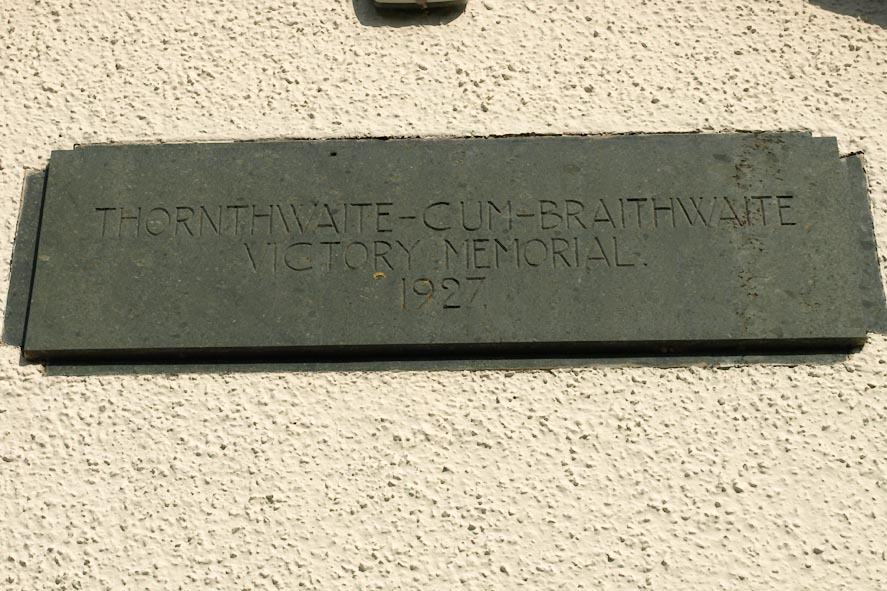 THORNTHWAITE-CUM-BRAITHWAITE
VICTORY MEMORIAL.
1927.